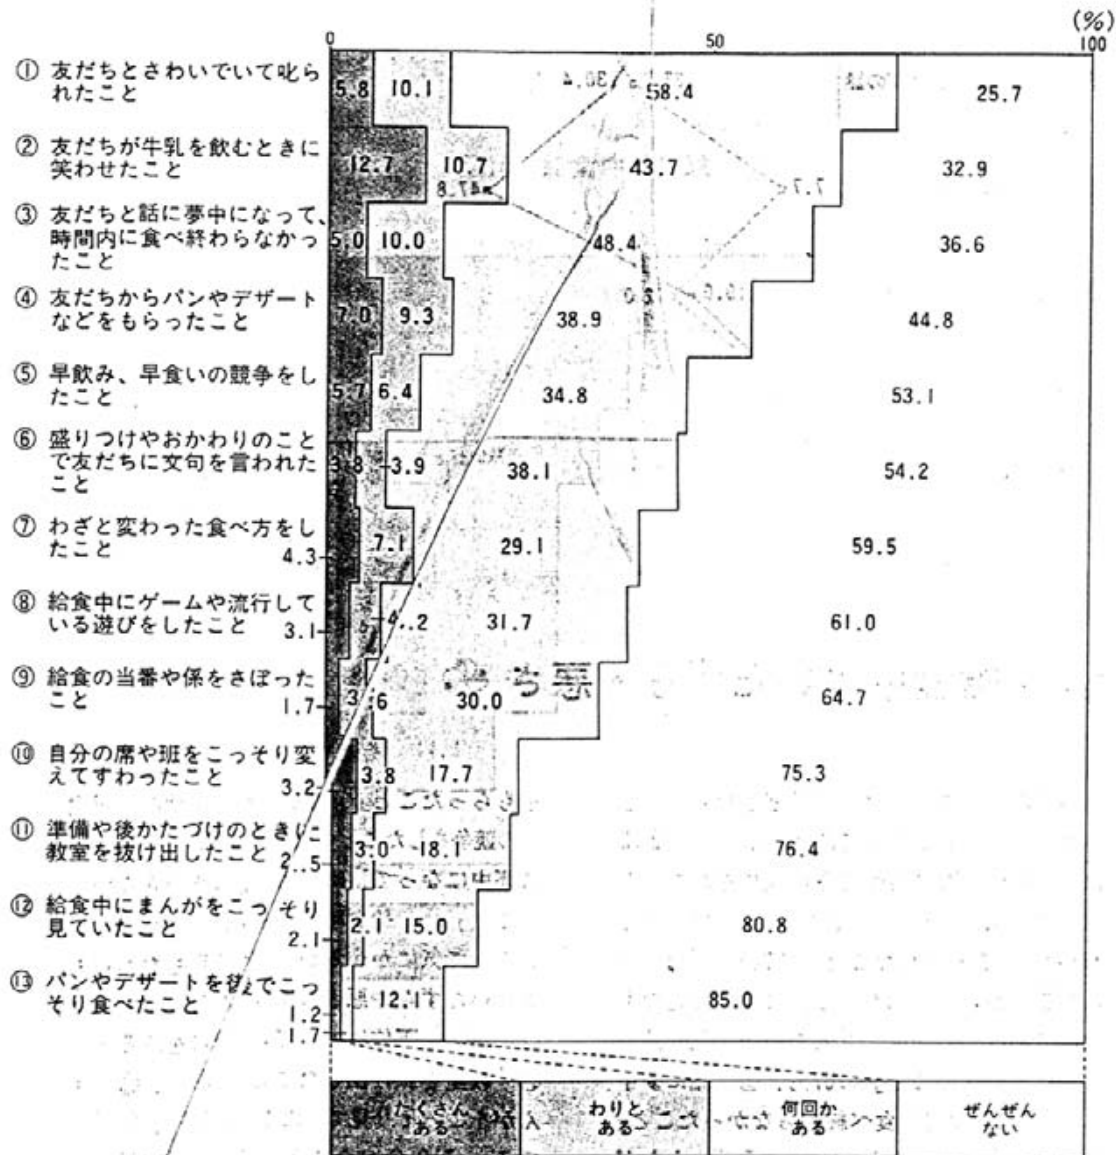 (%)
0 50 100
① 友だちとさわいでいて叱ら
れたこと
5.8 10.1 58.4 25.7
② 友だちが牛乳を飲むときに
笑わせたこと
12.7 10.7 43.7 32.9
③ 友だちと話に夢中になって、
時間内に食べ終わらなかっ
たこと
5.0 10.0 48.4 36.6
④ 友だちからパンやデザート
などをもらったこと
7.0 9.3 38.9 44.8
⑤ 早飲み、早食いの競争をし
たこと
5.7 6.4 34.8 53.1
⑥ 盛りつけやおかわりのこと
で友だちに文句を言われた
こと
3.8 3.9 38.1 54.2
⑦ わざと変わった食べ方をし
たこと
4.3 7.1 29.1 59.5
⑧ 給食中にゲームや流行して
いる遊びをしたこと
3.1 4.2 31.7 61.0
⑨ 給食の当番や係をさぼった
こと
1.7 3.6 30.0 64.7
⑩ 自分の席や班をこっそり変
えてすわったこと
3.2 3.8 17.7 75.3
⑪ 準備や後かたづけのときに
教室を抜け出したこと
2.5 3.0 18.1 76.4
⑫ 給食中にまんがをこっそり
見ていたこと
2.1 2.1 15.0 80.8
⑬ パンやデザートを後でこっ
そり食べたこと
1.2
1.7 12.1 85.0
たくさん
ある
わりと
ある
何回か
ある
ぜんぜん
ない